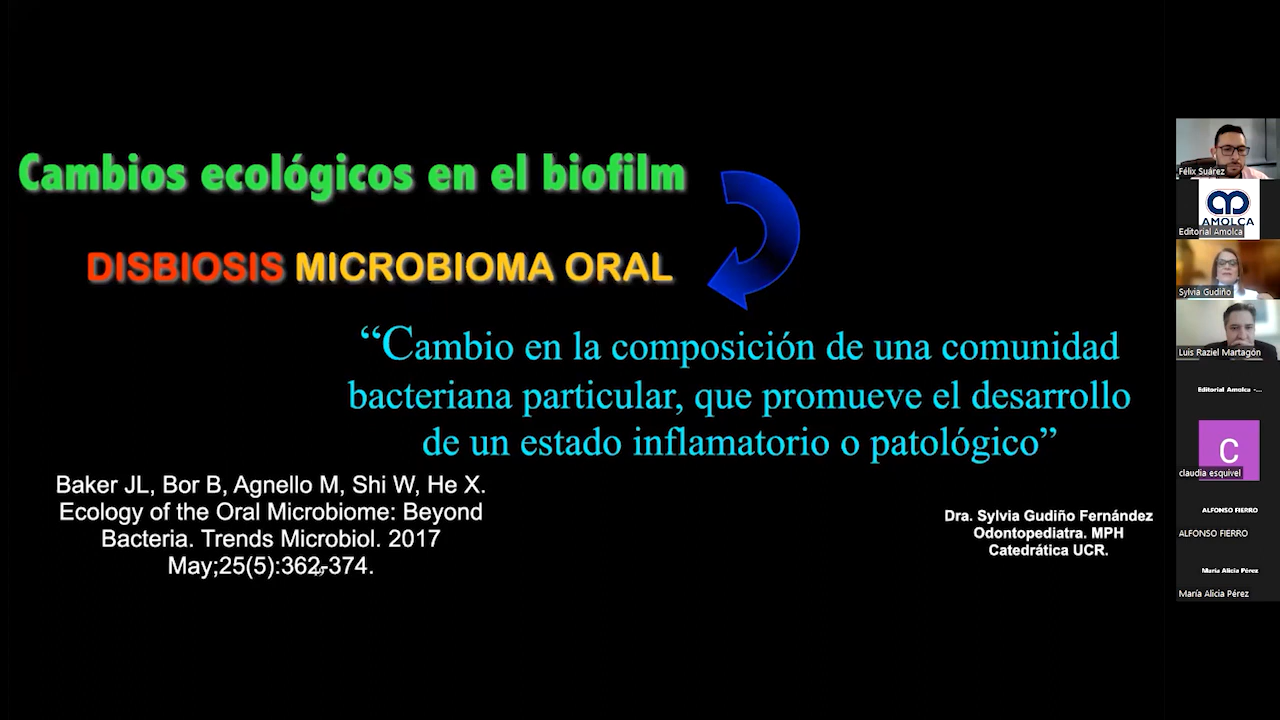 Cambios ecológicos en el biofilm
DISBIOSIS MICROBIOMA ORAL
“Cambio en la composición de una comunidad
bacteriana particular, que promueve el desarrollo
de un estado inflamatorio o patológico”
Baker JL, Bor B, Agnello M, Shi W, He X.
Ecology of the Oral Microbiome: Beyond
Bacteria. Trends Microbiol. 2017
May;25(5):362-374.
Dra. Sylvia Gudiño Fernández
Odontopediatra. MPH
Catedrática UCR.
Félix Suárez
AMOLCA
Editorial Amolca
Sylvia Gudiño
Luis Raziel Martagón
Editorial Amolca -...
C
claudia esquivel
ALFONSO FIERRO
ALFONSO FIERRO
María Alicia Pérez
María Alicia Pérez